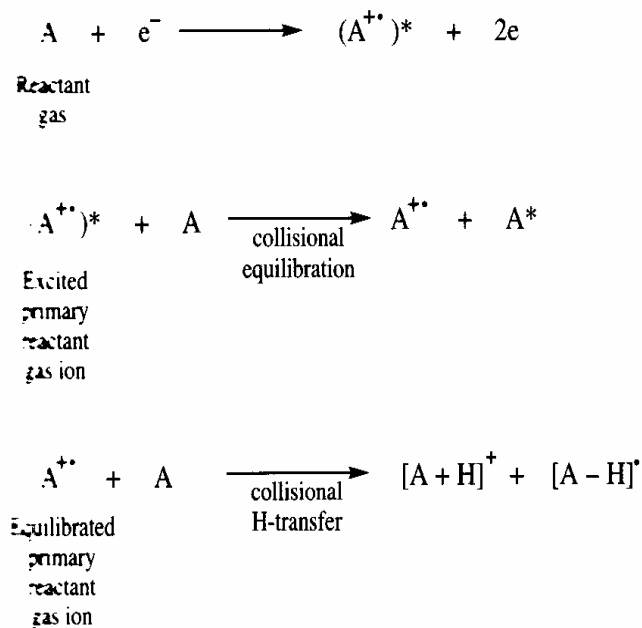 A + e⁻ ⟶ (A⁺•)* + 2e
Reactant
gas
A⁺•)* + A ⟶ A⁺• + A*
collisional
equilibration
Excited
primary
reactant
gas ion
A⁺• + A ⟶ [A + H]⁺ + [A – H]•
collisional
H-transfer
Equilibrated
primary
reactant
gas ion